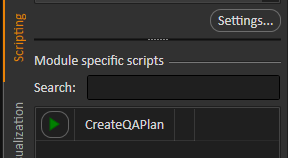 Scripting
Settings...
Module specific scripts
Search:
ualization
CreateQAPlan